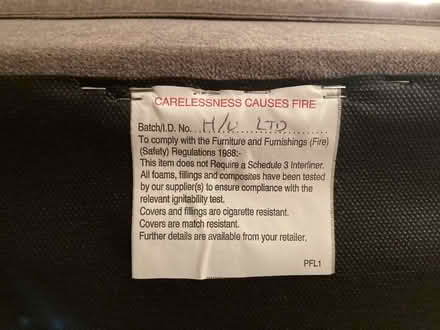 CARELESSNESS CAUSES FIRE
Batch/I.D. No. H/U LTD
To comply with the Furniture and Furnishings (Fire)
(Safety) Regulations 1988:-
This item does not Require a Schedule 3 Interliner.
All foams, fillings and composites have been tested
by our supplier(s) to ensure compliance with the
relevant ignitability test.
Covers and fillings are cigarette resistant.
Covers are match resistant.
Further details are available from your retailer.
PFL1